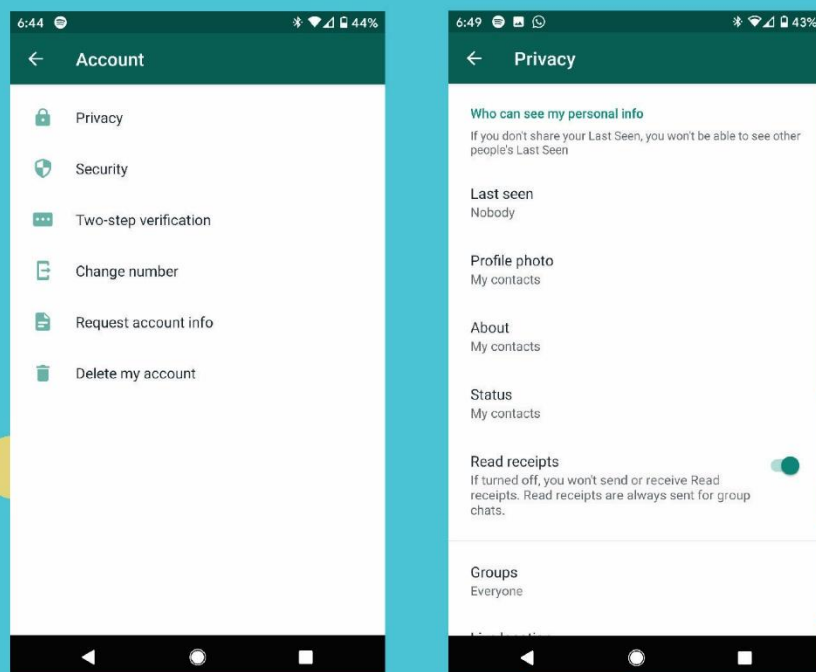 6:44
44%
Account
Privacy
Security
Two-step verification
Change number
Request account info
Delete my account
6:49
43%
Privacy
Who can see my personal info
If you don't share your Last Seen, you won't be able to see other
people's Last Seen
Last seen
Nobody
Profile photo
My contacts
About
My contacts
Status
My contacts
Read receipts
If turned off, you won't send or receive Read
receipts. Read receipts are always sent for group
chats.
Groups
Everyone